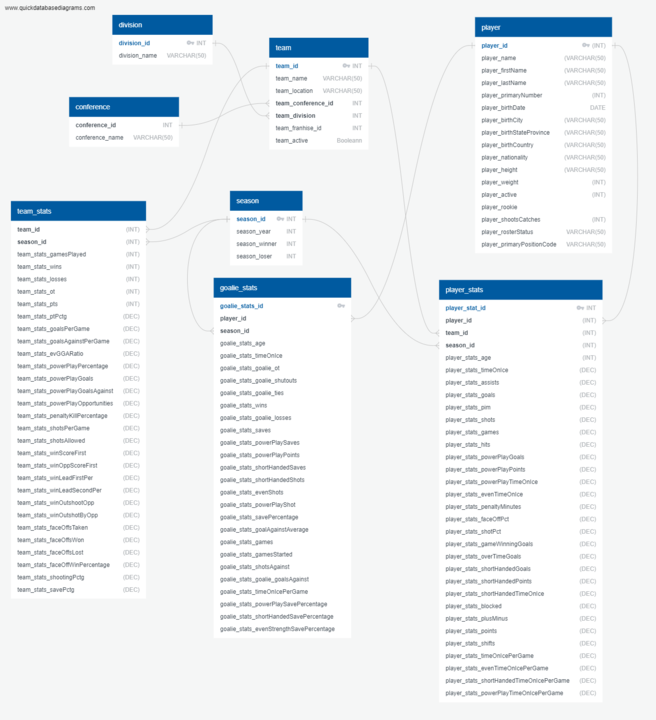 www.quickdatabasediagrams.com
division
division_id INT
division_name VARCHAR(50)
conference
conference_id INT
conference_name VARCHAR(50)
team
team_id INT
team_name VARCHAR(50)
team_location VARCHAR(50)
team_conference_id INT
team_division INT
team_franhise_id INT
team_active Boolearn
player
player_id (INT)
player_name (VARCHAR(50)
player_firstName (VARCHAR(50)
player_lastName (VARCHAR(50)
player_primaryNumber (INT)
player_birthDate DATE
player_birthCity (VARCHAR(50)
player_birthStateProvince (VARCHAR(50)
player_birthCountry (VARCHAR(50)
player_nationality (VARCHAR(50)
player_height (VARCHAR(50)
player_weight (INT)
player_active (INT)
player_rookie
player_shootsCatches (INT)
player_rosterStatus VARCHAR(50)
player_primaryPositionCode VARCHAR(50)
team_stats
team_id (INT)
season_id (INT)
team_stats_gamesPlayed (INT)
team_stats_wins (INT)
team_stats_losses (INT)
team_stats_ot (INT)
team_stats_pts (INT)
team_stats_ptPctg (DEC)
team_stats_goalsPerGame (DEC)
team_stats_goalsAgainstPerGame (DEC)
team_stats_evGGARatio (DEC)
team_stats_powerPlayPercentage (DEC)
team_stats_powerPlayGoals (DEC)
team_stats_powerPlayGoalsAgainst (DEC)
team_stats_powerPlayOpportunities (DEC)
team_stats_penaltyKillPercentage (DEC)
team_stats_shotsPerGame (DEC)
team_stats_shotsAllowed (DEC)
team_stats_winScoreFirst (DEC)
team_stats_winOppScoreFirst (DEC)
team_stats_winLeadFirstPer (DEC)
team_stats_winLeadSecondPer (DEC)
team_stats_winOutshootOpp (DEC)
team_stats_winOutshotByOpp (DEC)
team_stats_faceOffsTaken (DEC)
team_stats_faceOffsWon (DEC)
team_stats_faceOffsLost (DEC)
team_stats_faceOffWinPercentage (DEC)
team_stats_shootingPctg (DEC)
team_stats_savePctg (DEC)
season
season_id INT
season_year INT
season_winner INT
season_loser INT
goalie_stats
goalie_stats_id
player_id
season_id
goalie_stats_age
goalie_stats_timeOnIce
goalie_stats_goalie_ot
goalie_stats_goalie_shutouts
goalie_stats_goalie_ties
goalie_stats_wins
goalie_stats_goalie_losses
goalie_stats_saves
goalie_stats_powerPlaySaves
goalie_stats_powerPlayPoints
goalie_stats_shortHandedSaves
goalie_stats_shortHandedShots
goalie_stats_evenShots
goalie_stats_powerPlayShot
goalie_stats_savePercentage
goalie_stats_goalAgainstAverage
goalie_stats_games
goalie_stats_gamesStarted
goalie_stats_shotsAgainst
goalie_stats_goalie_goalsAgainst
goalie_stats_timeOnIcePerGame
goalie_stats_powerPlaySavePercentage
goalie_stats_shortHandedSavePercentage
goalie_stats_evenStrengthSavePercentage
player_stats
player_stat_id INT
player_id (INT)
team_id (INT)
season_id (INT)
player_stats_age (INT)
player_stats_timeOnIce (DEC)
player_stats_assists (DEC)
player_stats_goals (DEC)
player_stats_pim (DEC)
player_stats_shots (DEC)
player_stats_games (DEC)
player_stats_hits (DEC)
player_stats_powerPlayGoals (DEC)
player_stats_powerPlayPoints (DEC)
player_stats_powerPlayTimeOnIce (DEC)
player_stats_evenTimeOnIce (DEC)
player_stats_penaltyMinutes (DEC)
player_stats_faceOffPct (DEC)
player_stats_shotPct (DEC)
player_stats_gameWinningGoals (DEC)
player_stats_overTimeGoals (DEC)
player_stats_shortHandedGoals (DEC)
player_stats_shortHandedPoints (DEC)
player_stats_shortHandedTimeOnIce (DEC)
player_stats_blocked (DEC)
player_stats_plusMinus (DEC)
player_stats_points (DEC)
player_stats_shifts (DEC)
player_stats_timeOnIcePerGame (DEC)
player_stats_evenTimeOnIcePerGame (DEC)
player_stats_shortHandedTimeOnIcePerGame (DEC)
player_stats_powerPlayTimeOnIcePerGame (DEC)